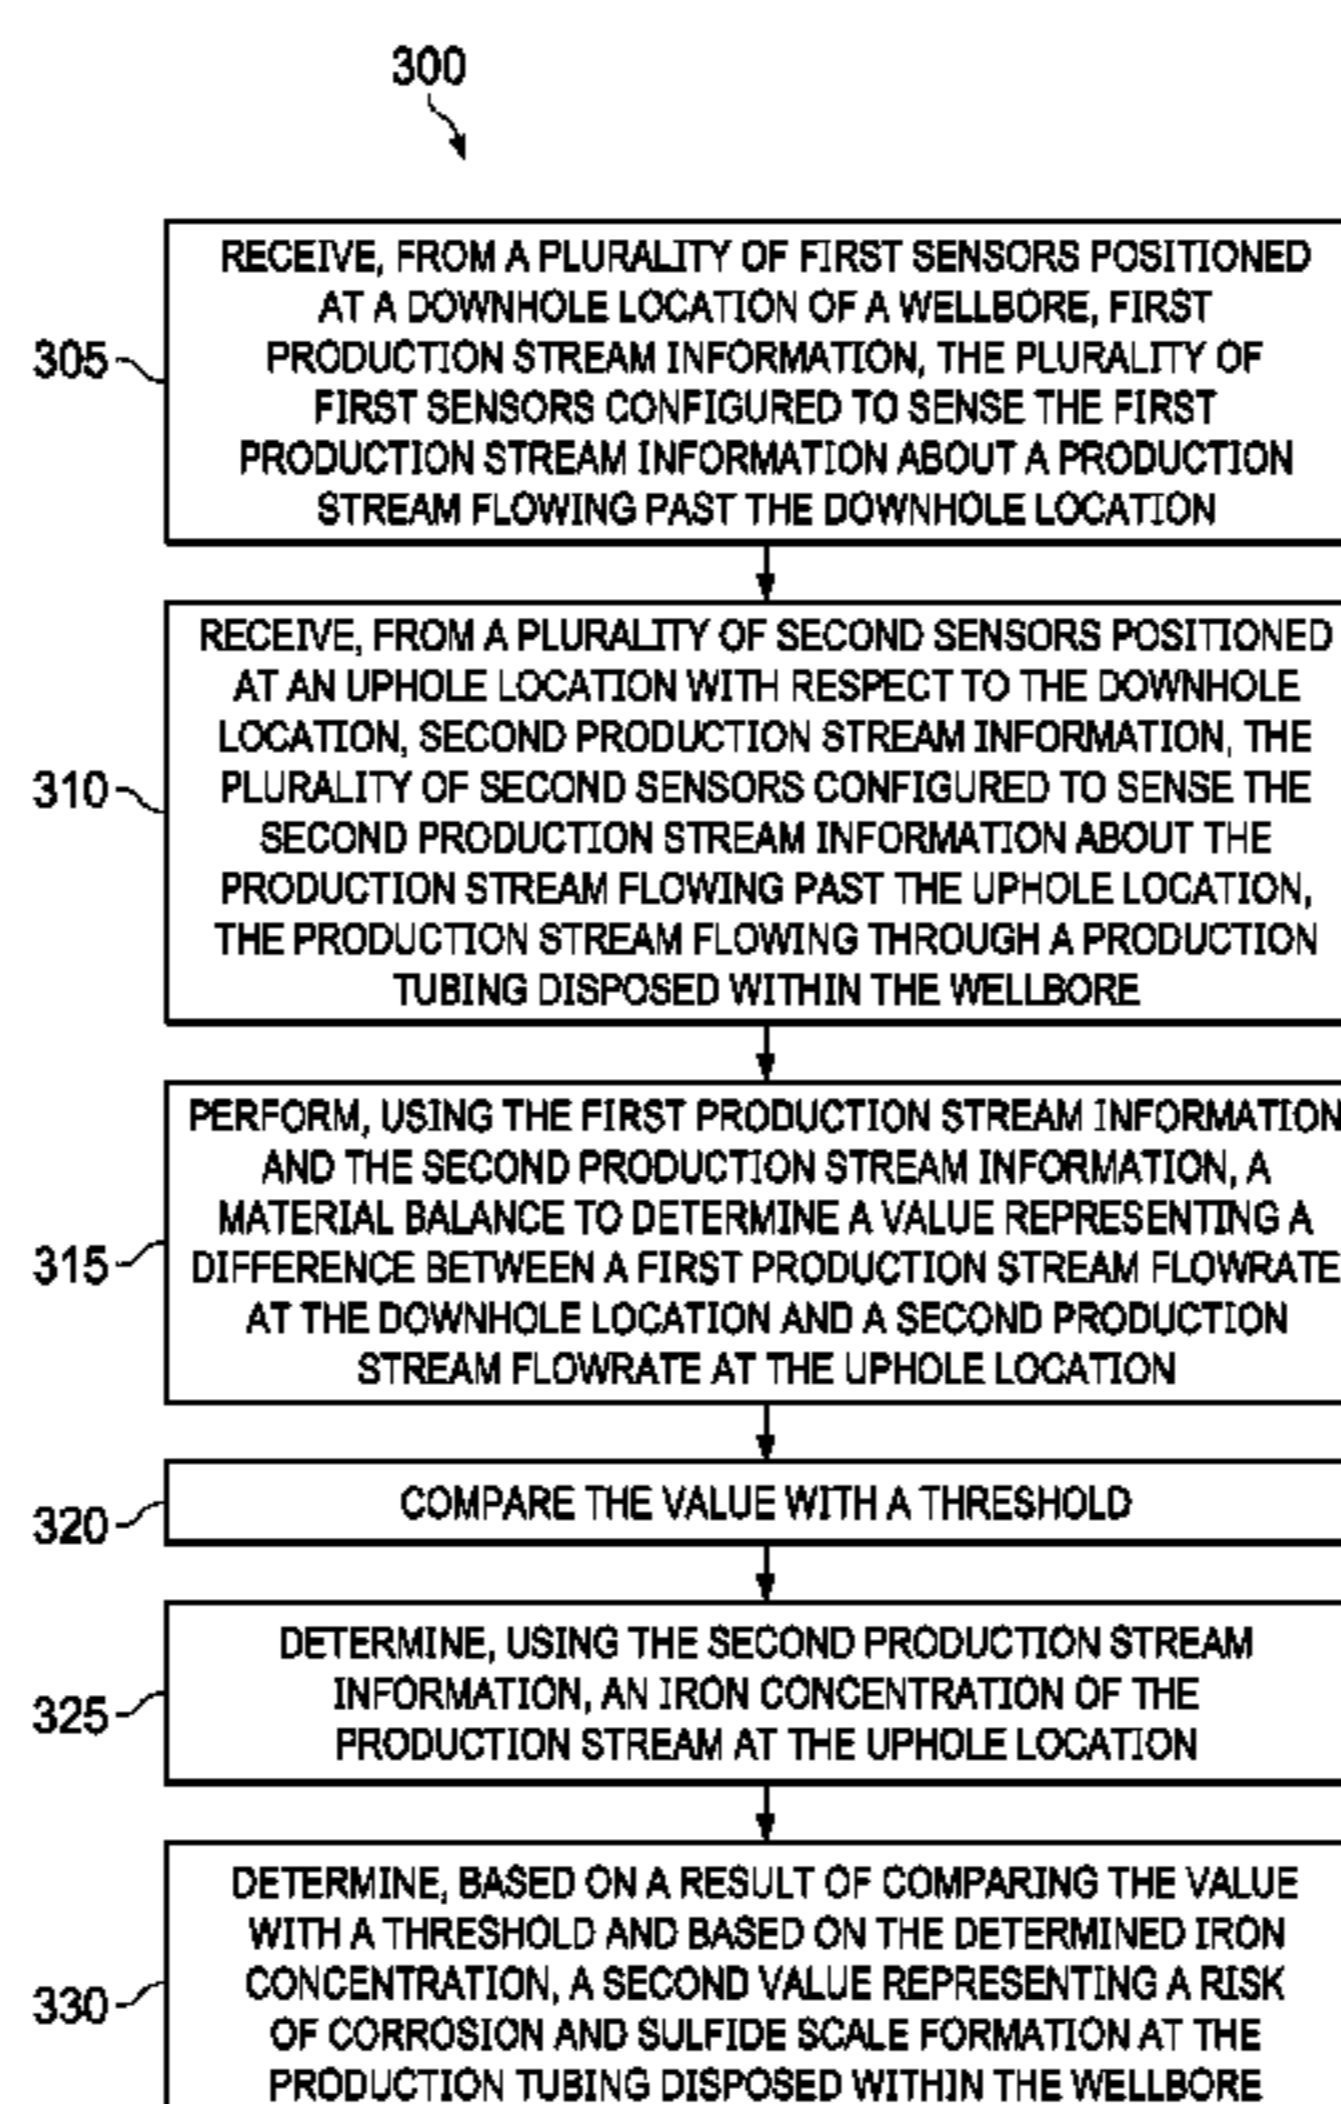 300
305
RECEIVE, FROM A PLURALITY OF FIRST SENSORS POSITIONED
AT A DOWNHOLE LOCATION OF A WELLBORE, FIRST
PRODUCTION STREAM INFORMATION, THE PLURALITY OF
FIRST SENSORS CONFIGURED TO SENSE THE FIRST
PRODUCTION STREAM INFORMATION ABOUT A PRODUCTION
STREAM FLOWING PAST THE DOWNHOLE LOCATION
310
RECEIVE, FROM A PLURALITY OF SECOND SENSORS POSITIONED
AT AN UPHOLE LOCATION WITH RESPECT TO THE DOWNHOLE
LOCATION, SECOND PRODUCTION STREAM INFORMATION, THE
PLURALITY OF SECOND SENSORS CONFIGURED TO SENSE THE
SECOND PRODUCTION STREAM INFORMATION ABOUT THE
PRODUCTION STREAM FLOWING PAST THE UPHOLE LOCATION,
THE PRODUCTION STREAM FLOWING THROUGH A PRODUCTION
TUBING DISPOSED WITHIN THE WELLBORE
315
PERFORM, USING THE FIRST PRODUCTION STREAM INFORMATION
AND THE SECOND PRODUCTION STREAM INFORMATION, A
MATERIAL BALANCE TO DETERMINE A VALUE REPRESENTING A
DIFFERENCE BETWEEN A FIRST PRODUCTION STREAM FLOWRATE
AT THE DOWNHOLE LOCATION AND A SECOND PRODUCTION
STREAM FLOWRATE AT THE UPHOLE LOCATION
320
COMPARE THE VALUE WITH A THRESHOLD
325
DETERMINE, USING THE SECOND PRODUCTION STREAM
INFORMATION, AN IRON CONCENTRATION OF THE
PRODUCTION STREAM AT THE UPHOLE LOCATION
330
DETERMINE, BASED ON A RESULT OF COMPARING THE VALUE
WITH A THRESHOLD AND BASED ON THE DETERMINED IRON
CONCENTRATION, A SECOND VALUE REPRESENTING A RISK
OF CORROSION AND SULFIDE SCALE FORMATION AT THE
PRODUCTION TUBING DISPOSED WITHIN THE WELLBORE